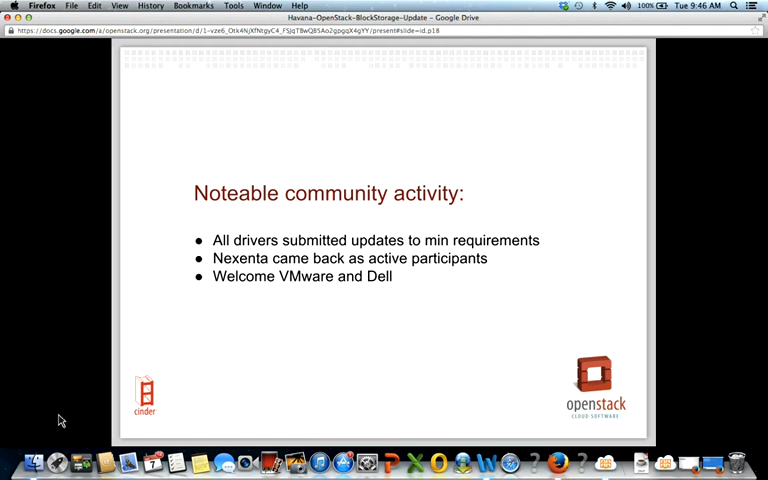 Firefox File Edit View History Bookmarks Tools Window Help 100% Tue 9:46 AM
Havana-OpenStack-BlockStorage-Update - Google Drive
Noteable community activity:
● All drivers submitted updates to min requirements
● Nexenta came back as active participants
● Welcome VMware and Dell
cinder
openstack
CLOUD SOFTWARE
7